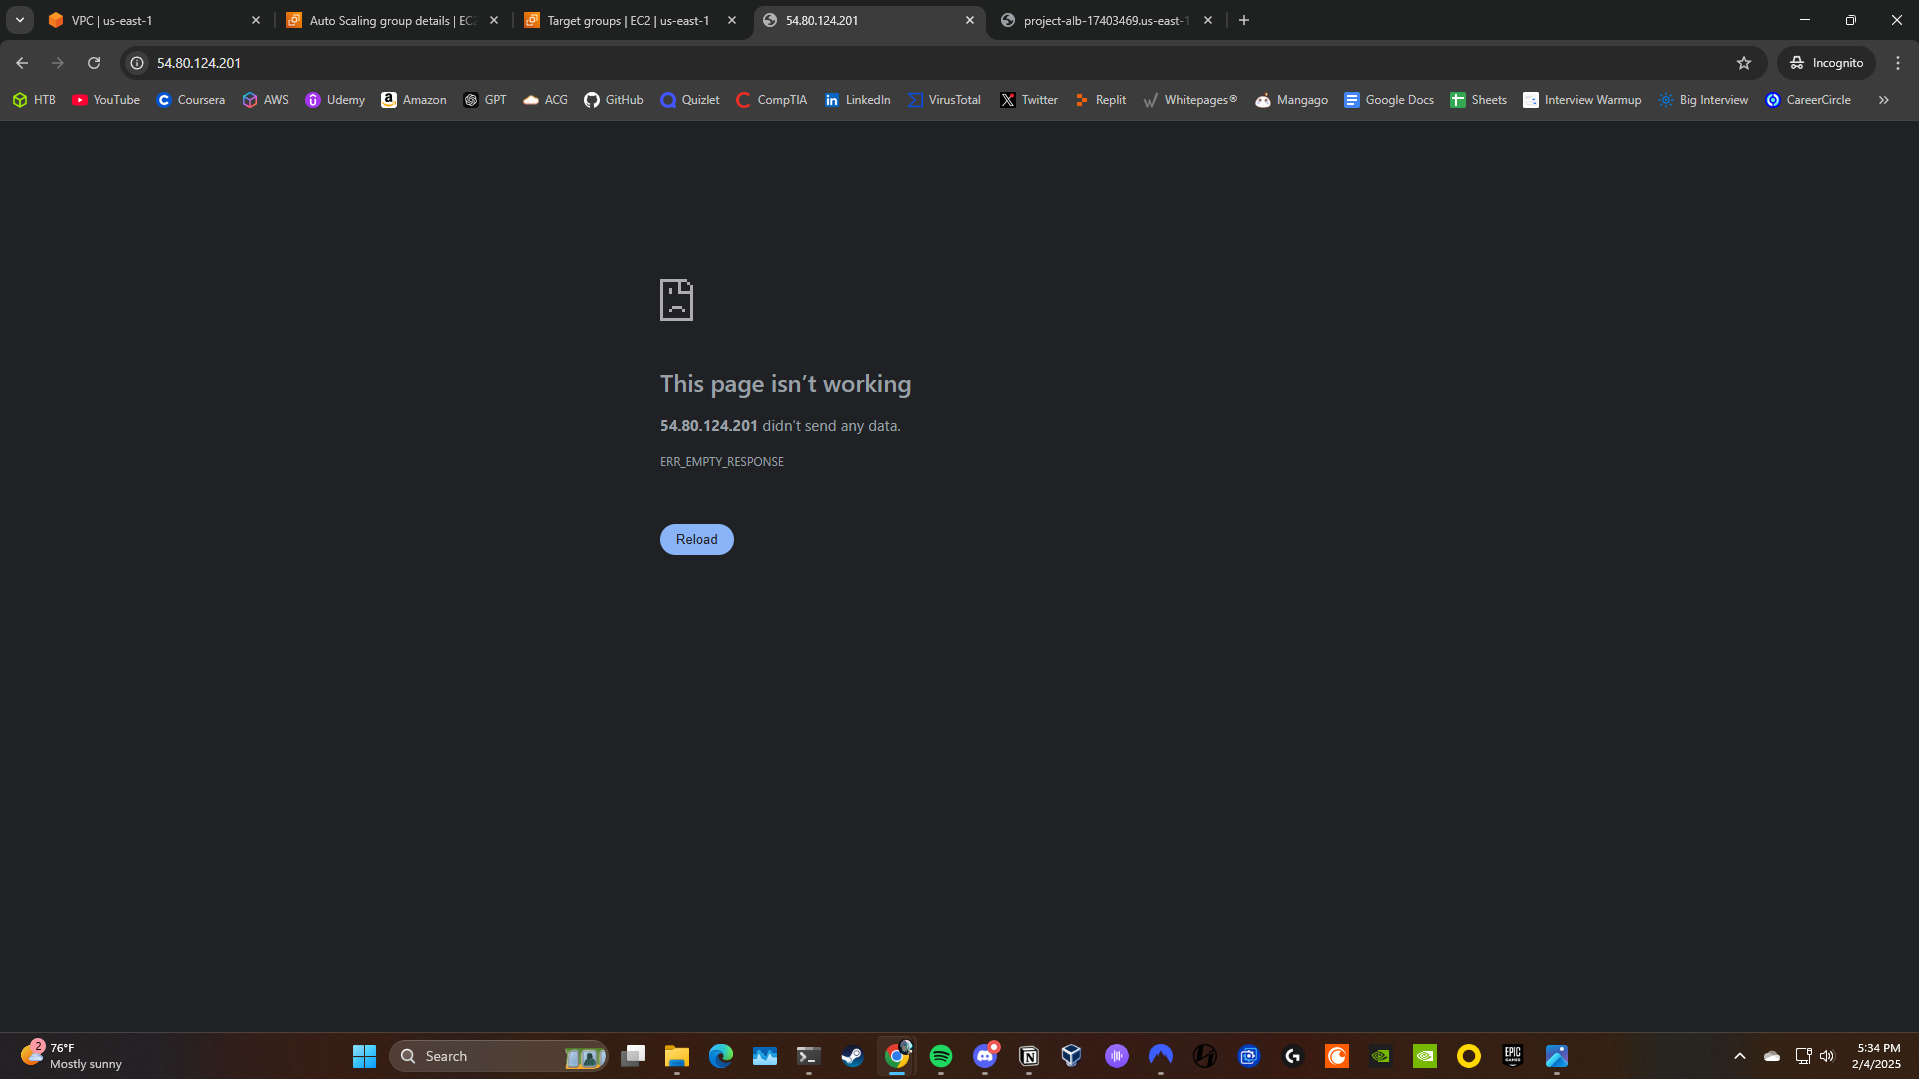 VPC | us-east-1
Auto Scaling group details | EC2
Target groups | EC2 | us-east-1
54.80.124.201
project-alb-17403469.us-east-1
54.80.124.201
Incognito
HTB
YouTube
Coursera
AWS
Udemy
Amazon
GPT
ACG
GitHub
Quizlet
CompTIA
LinkedIn
VirusTotal
Twitter
Replit
Whitepages®
Mangago
Google Docs
Sheets
Interview Warmup
Big Interview
CareerCircle
This page isn’t working
54.80.124.201 didn’t send any data.
ERR_EMPTY_RESPONSE
Reload
2
76°F
Mostly sunny
Search
EPIC
GAMES
5:34 PM
2/4/2025